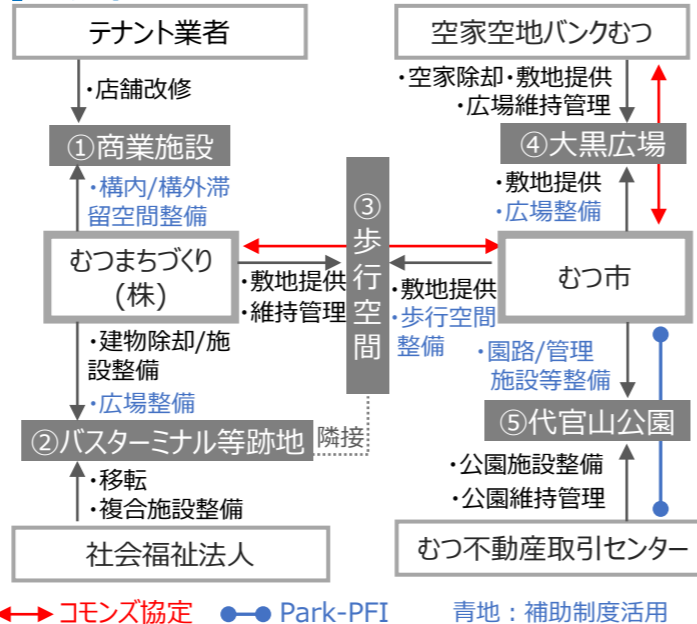 テナント業者
・店舗改修
①商業施設
・構内/構外滞
留空間整備
むつまちづくり
(株)
・敷地提供
・維持管理
・建物除却/施
設整備
・広場整備
②バスターミナル等跡地
隣接
・移転
・複合施設整備
社会福祉法人
③歩行空間
空家空地バンクむつ
・空家除却・敷地提供
・広場維持管理
④大黒広場
・敷地提供
・広場整備
むつ市
・敷地提供
・歩行空間
整備
・園路/管理
施設等整備
⑤代官山公園
・公園施設整備
・公園維持管理
むつ不動産取引センター
コモンズ協定
Park-PFI
青地:補助制度活用